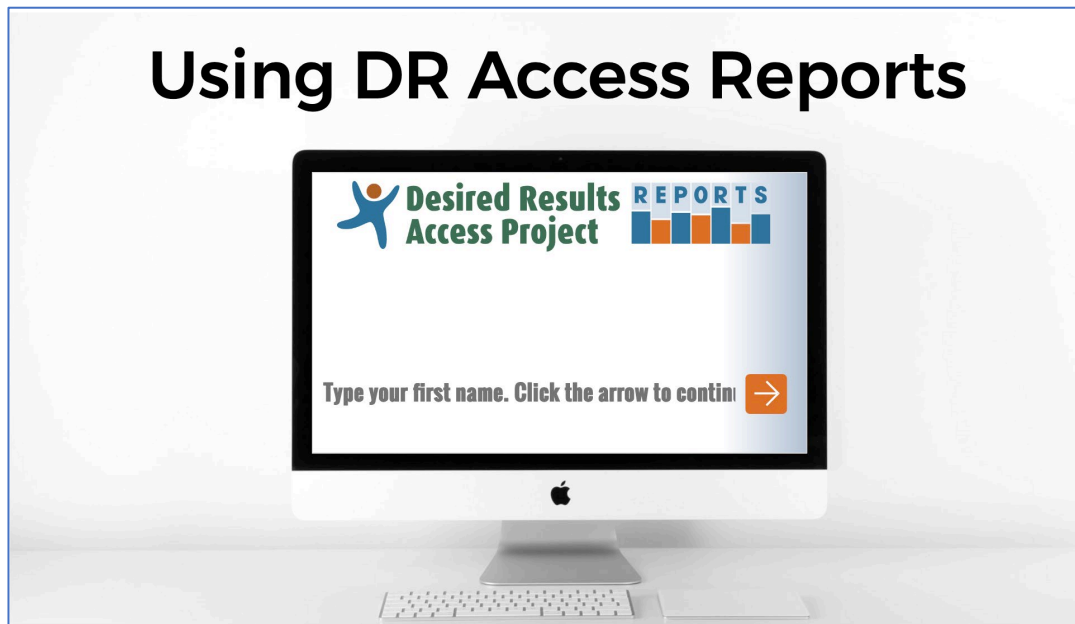 Using DR Access Reports
Desired Results
Access Project
REPORTS
Type your first name. Click the arrow to contin